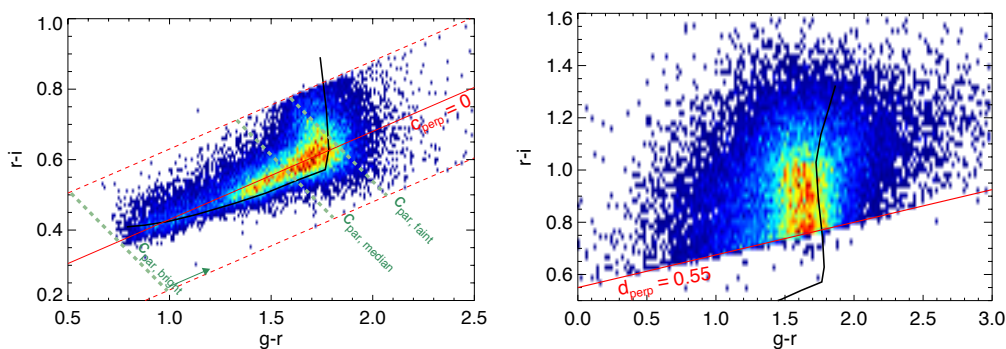 1.0
0.8
0.6
0.4
0.2
r-i
0.5 1.0 1.5 2.0 2.5
g-r
c_perp = 0
c_par, bright
c_par, median
c_par, faint
1.6
1.4
1.2
1.0
0.8
0.6
r-i
0.0 0.5 1.0 1.5 2.0 2.5 3.0
g-r
d_perp = 0.55